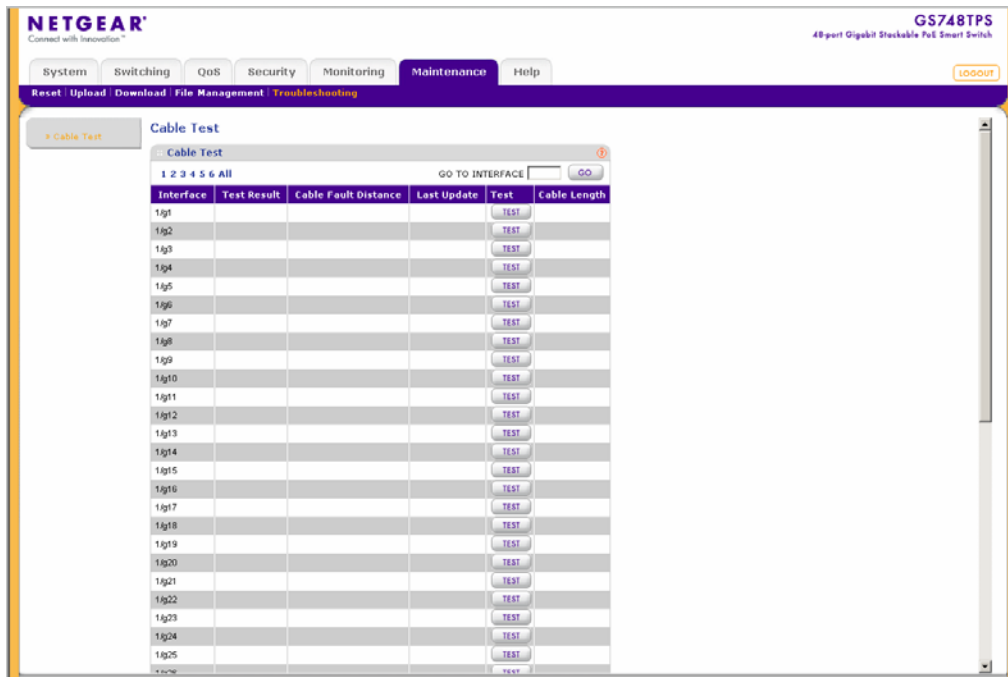 NETGEAR
Connect with Innovation™
GS748TPS
48-port Gigabit Stackable PoE Smart Switch
System Switching QoS Security Monitoring Maintenance Help
LOGOUT
Reset | Upload | Download | File Management | Troubleshooting
» Cable Test
Cable Test
Cable Test
1 2 3 4 5 6 All GO TO INTERFACE GO
Interface Test Result Cable Fault Distance Last Update Test Cable Length
1/g1 TEST
1/g2 TEST
1/g3 TEST
1/g4 TEST
1/g5 TEST
1/g6 TEST
1/g7 TEST
1/g8 TEST
1/g9 TEST
1/g10 TEST
1/g11 TEST
1/g12 TEST
1/g13 TEST
1/g14 TEST
1/g15 TEST
1/g16 TEST
1/g17 TEST
1/g18 TEST
1/g19 TEST
1/g20 TEST
1/g21 TEST
1/g22 TEST
1/g23 TEST
1/g24 TEST
1/g25 TEST
1/g26 TEST